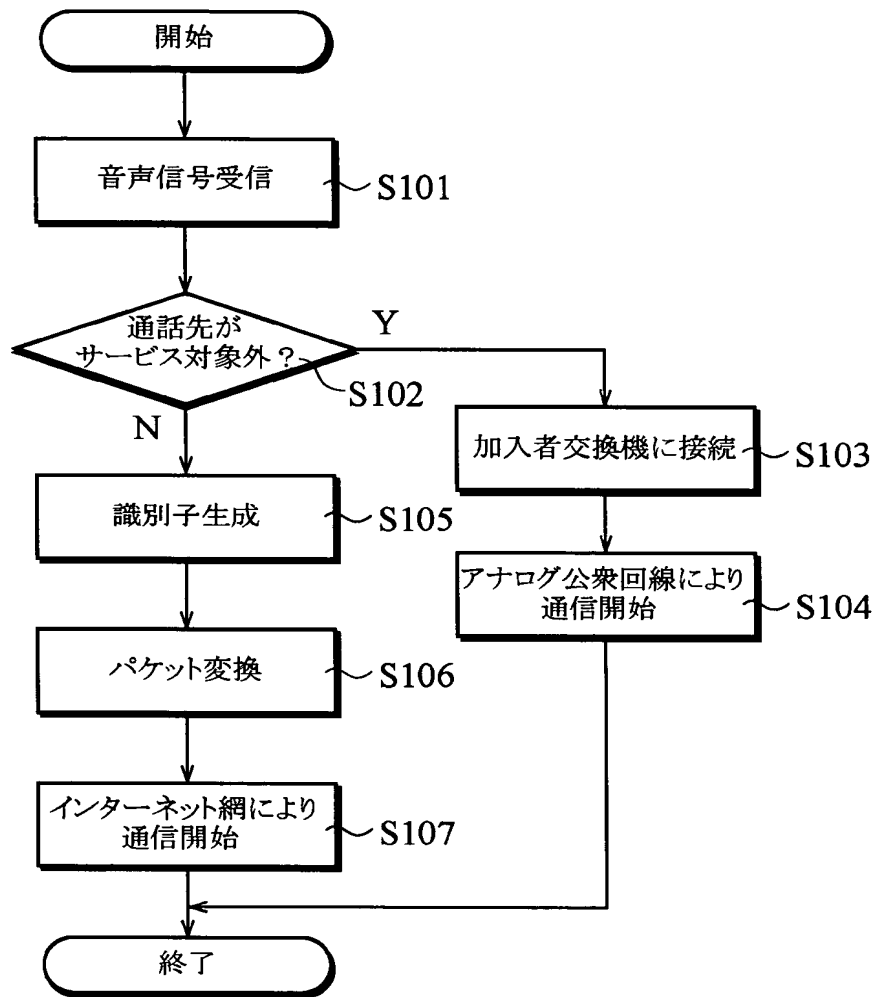 開始
音声信号受信
S101
通話先が
サービス対象外?
S102
Y
N
加入者交換機に接続
S103
識別子生成
S105
アナログ公衆回線により
通信開始
S104
パケット変換
S106
インターネット網により
通信開始
S107
終了